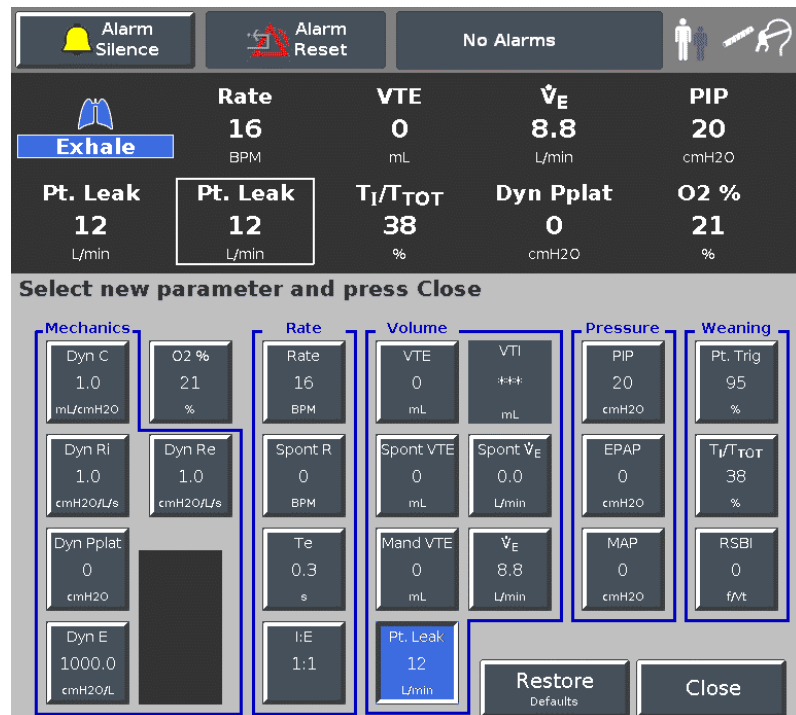 Alarm Silence
Alarm Reset
No Alarms
Exhale
Rate
16
BPM
VTE
0
mL
V̇E
8.8
L/min
PIP
20
cmH2O
Pt. Leak
12
L/min
Pt. Leak
12
L/min
TI/TTOT
38
%
Dyn Pplat
0
cmH2O
O2 %
21
%
Select new parameter and press Close
Mechanics
Dyn C
1.0
mL/cmH2O
O2 %
21
%
Dyn Ri
1.0
cmH2O/L/s
Dyn Re
1.0
cmH2O/L/s
Dyn Pplat
0
cmH2O
Dyn E
1000.0
cmH2O/L
Rate
Rate
16
BPM
Spont R
0
BPM
Te
0.3
s
I:E
1:1
Volume
VTE
0
mL
VTI
***
mL
Spont VTE
0
mL
Spont V̇E
0.0
L/min
Mand VTE
0
mL
V̇E
8.8
L/min
Pt. Leak
12
L/min
Pressure
PIP
20
cmH2O
EPAP
0
cmH2O
MAP
0
cmH2O
Weaning
Pt. Trig
95
%
TI/TTOT
38
%
RSBI
0
f/Vt
Restore
Defaults
Close